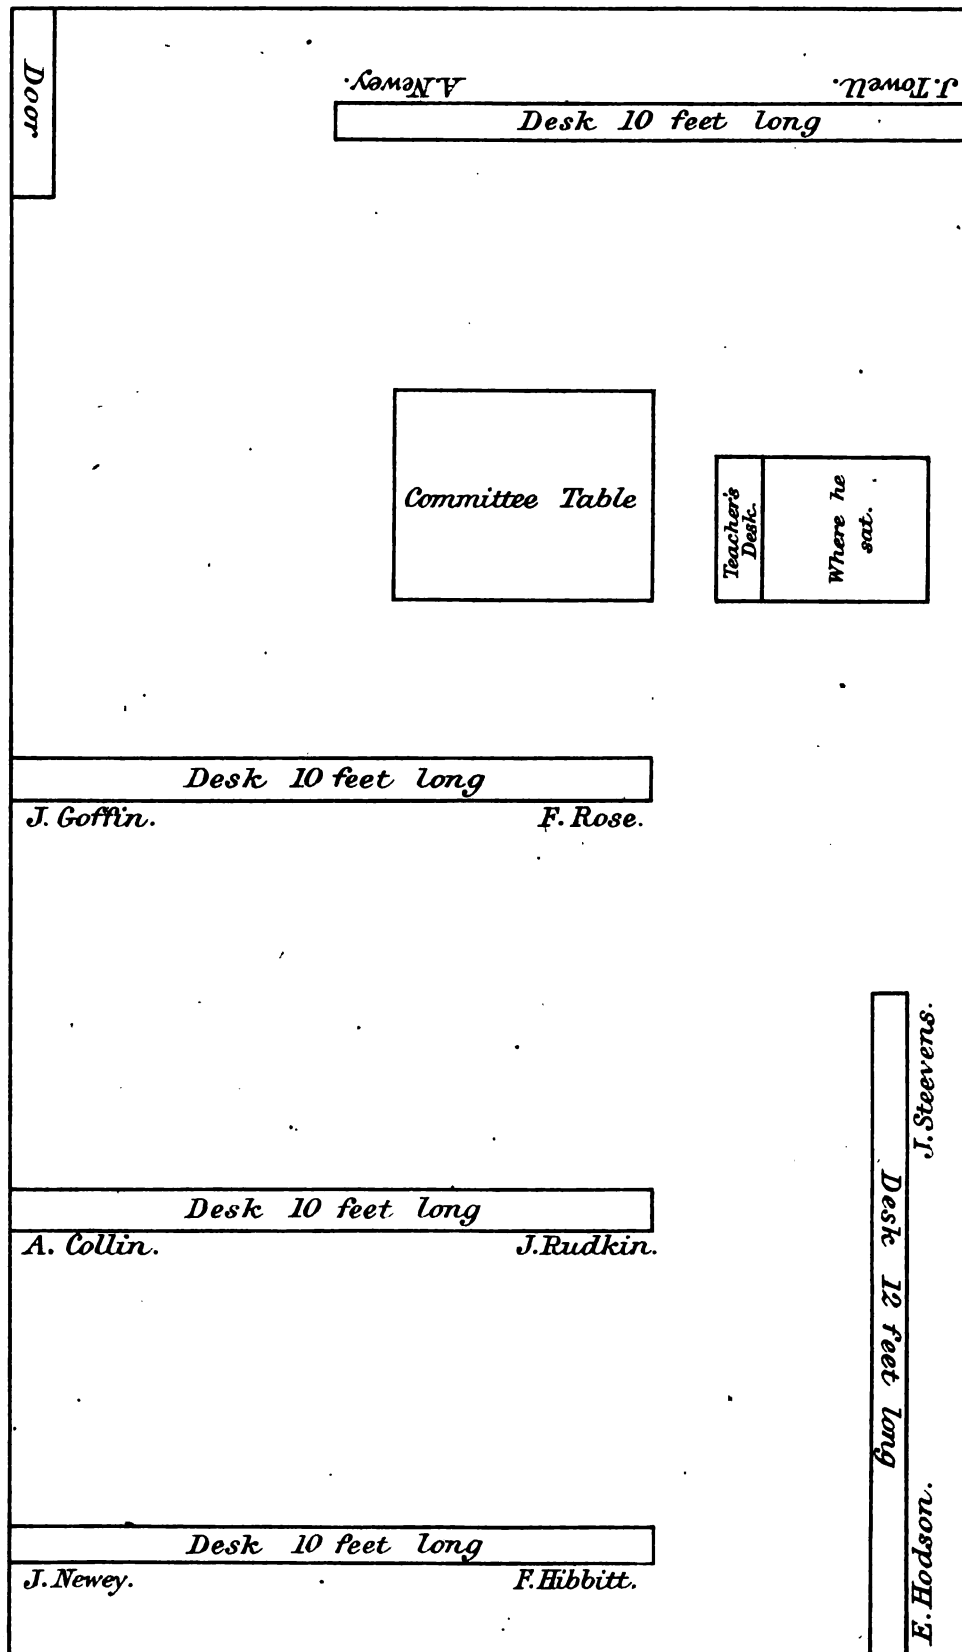 Door
A.Newey.
J.Towell.
Desk 10 feet long
Committee Table
Teacher's
Desk.
Where he
sat.
Desk 10 feet long
J. Goffin.
F. Rose.
J.Steevens.
Desk 12 feet long
E. Hodson.
Desk 10 feet long
A. Collin.
J.Rudkin.
Desk 10 feet long
J.Newey.
F.Hibbitt.